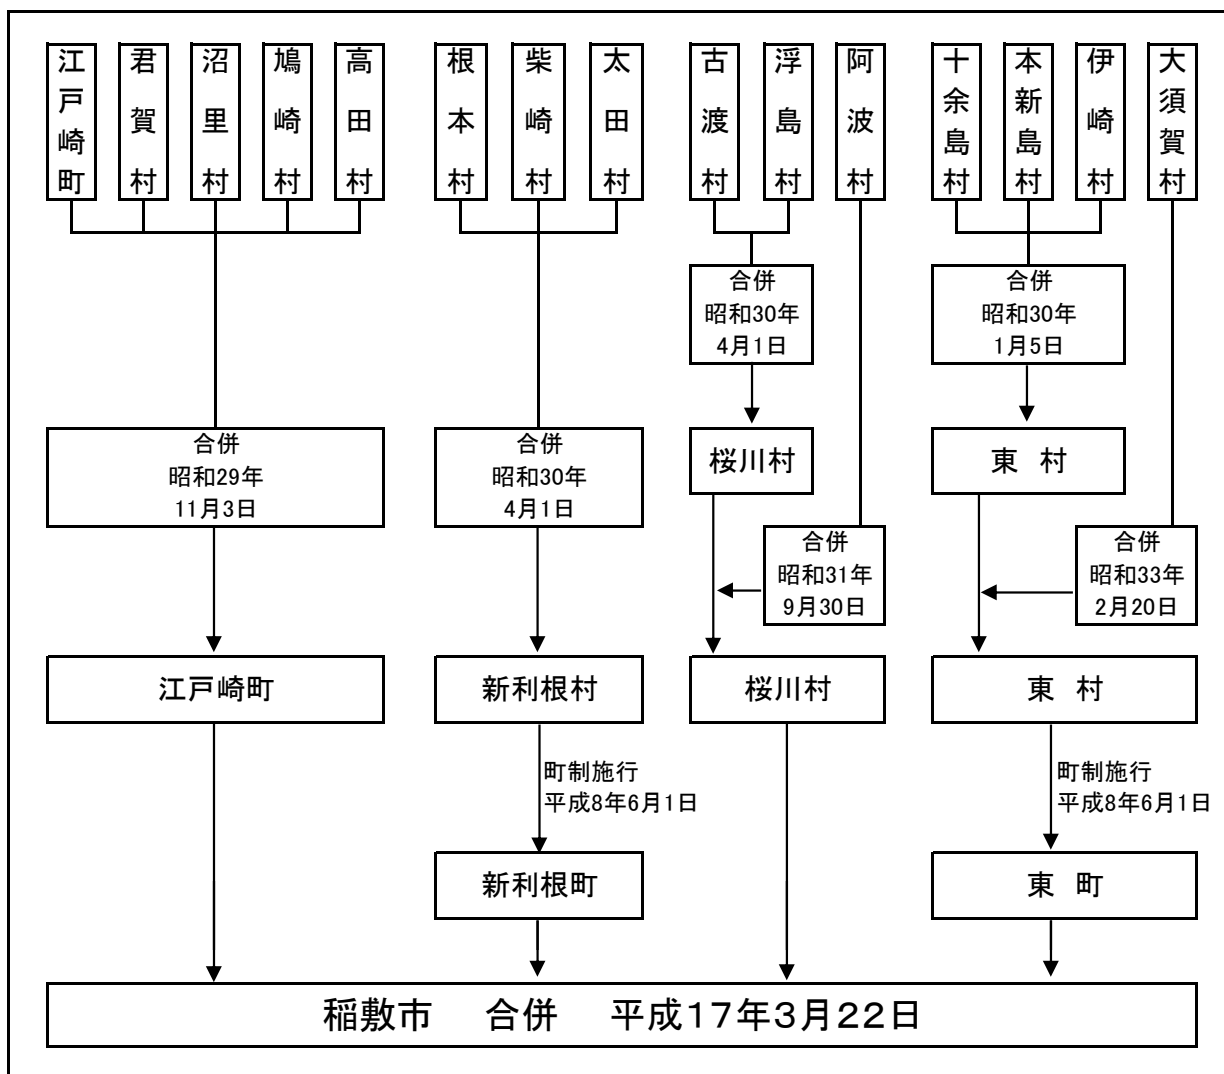 江戸崎町
君賀村
沼里村
鳩崎村
高田村
根本村
柴崎村
太田村
古渡村
浮島村
阿波村
十余島村
本新島村
伊崎村
大須賀村
合併
昭和30年
4月1日
合併
昭和30年
1月5日
合併
昭和29年
11月3日
合併
昭和30年
4月1日
桜川村
東 村
合併
昭和31年
9月30日
合併
昭和33年
2月20日
江戸崎町
新利根村
桜川村
東 村
町制施行
平成8年6月1日
町制施行
平成8年6月1日
新利根町
東 町
稲敷市 合併 平成17年3月22日